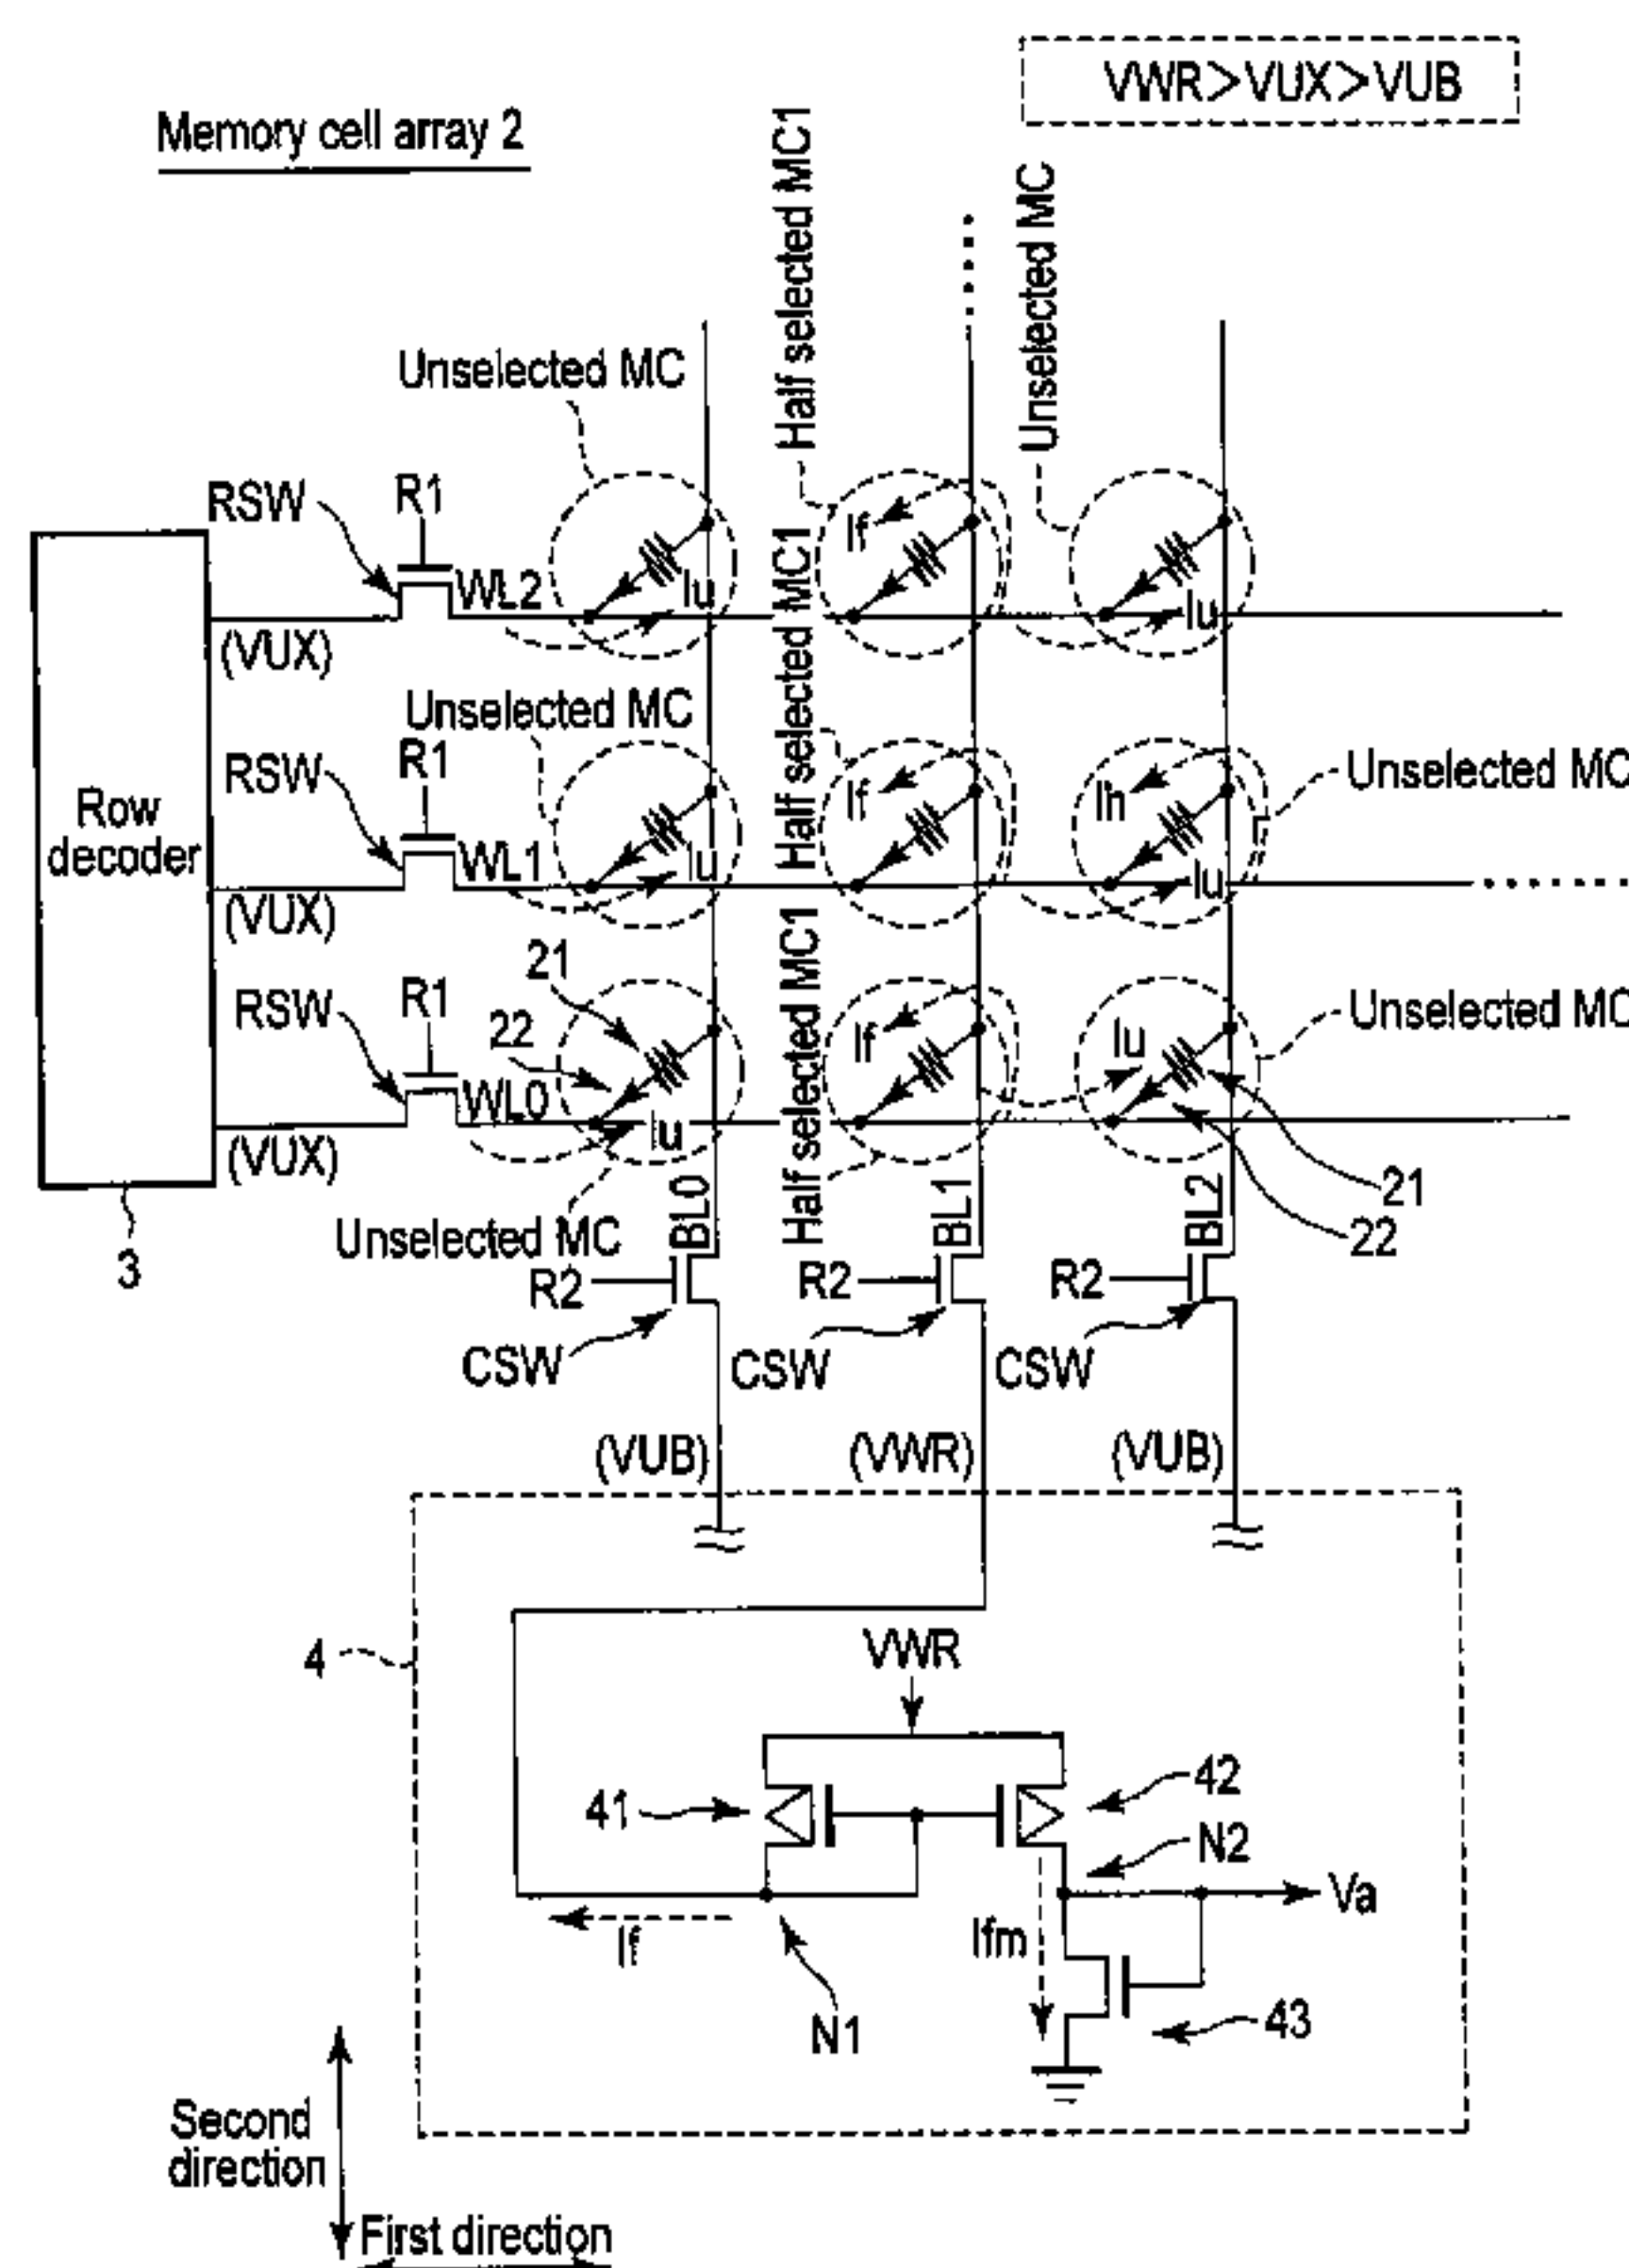 VWR>VUX>VUB
Memory cell array 2
Half selected MC1
Unselected MC
Unselected MC
RSW
R1
WL2
If
Iu
Iu
(VUX)
Half selected MC1
Unselected MC
RSW
R1
WL1
If
In
Unselected MC
Iu
Iu
Row
decoder
(VUX)
Half selected MC1
21
RSW
R1
22
If
Iu
Unselected MC
WL0
Iu
(VUX)
21
22
3
Unselected MC
BL0
BL1
BL2
R2
R2
R2
CSW
CSW
CSW
(VUB)
(VWR)
(VUB)
4
VWR
41
42
N2
Va
If
Ifm
N1
43
Second
direction
First direction